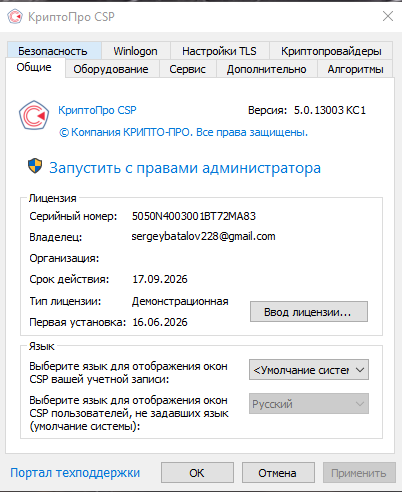 КриптоПро CSP
Безопасность Winlogon Настройки TLS Криптопровайдеры
Общие Оборудование Сервис Дополнительно Алгоритмы
КриптоПро CSP Версия: 5.0.13003 КС1
© Компания КРИПТО-ПРО. Все права защищены.
Запустить с правами администратора
Лицензия
Серийный номер: 5050N4003001BT72MA83
Владелец: sergeybatalov228@gmail.com
Организация:
Срок действия: 17.09.2026
Тип лицензии: Демонстрационная
Ввод лицензии...
Первая установка: 16.06.2026
Язык
Выберите язык для отображения окон
CSP вашей учетной записи:
<Умолчание систем
Выберите язык для отображения окон
CSP пользователей, не задавших язык
(умолчание системы):
Русский
Портал техподдержки ОК Отмена Применить